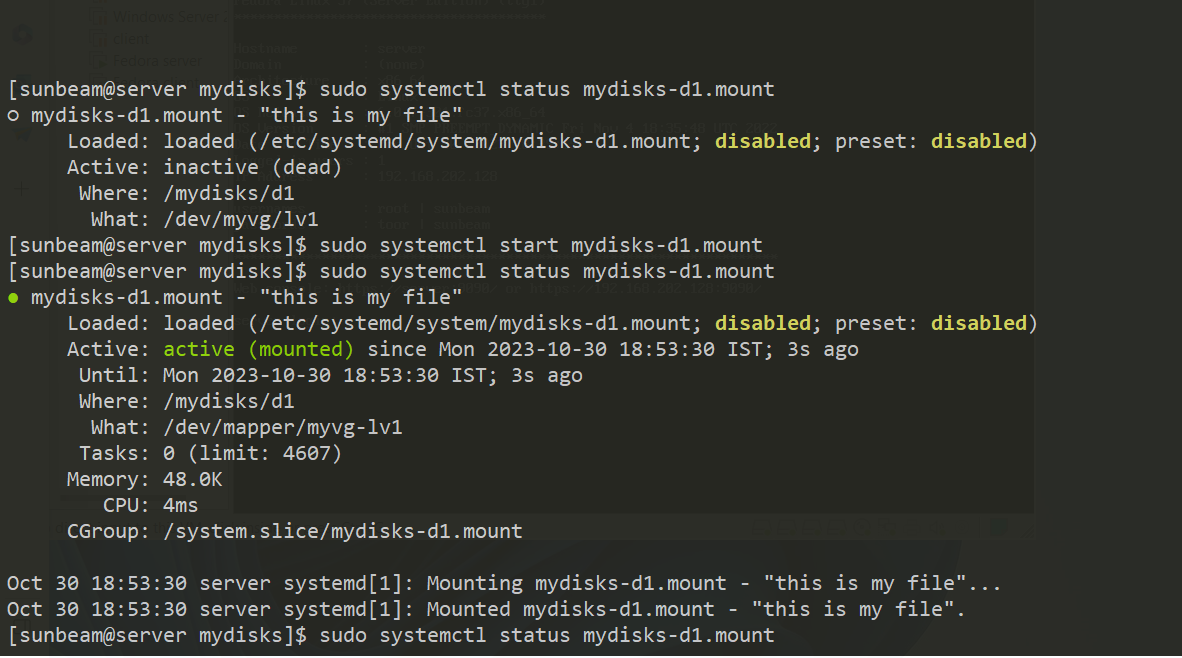 Windows Server
client
Fedora server
hostname server
[sunbeam@server mydisks]$ sudo systemctl status mydisks-d1.mount
○ mydisks-d1.mount - "this is my file"
Loaded: loaded (/etc/systemd/system/mydisks-d1.mount; disabled; preset: disabled)
Active: inactive (dead)
Where: /mydisks/d1
What: /dev/myvg/lv1
[sunbeam@server mydisks]$ sudo systemctl start mydisks-d1.mount
[sunbeam@server mydisks]$ sudo systemctl status mydisks-d1.mount
● mydisks-d1.mount - "this is my file"
Loaded: loaded (/etc/systemd/system/mydisks-d1.mount; disabled; preset: disabled)
Active: active (mounted) since Mon 2023-10-30 18:53:30 IST; 3s ago
Until: Mon 2023-10-30 18:53:30 IST; 3s ago
Where: /mydisks/d1
What: /dev/mapper/myvg-lv1
Tasks: 0 (limit: 4607)
Memory: 48.0K
CPU: 4ms
CGroup: /system.slice/mydisks-d1.mount
Oct 30 18:53:30 server systemd[1]: Mounting mydisks-d1.mount - "this is my file"...
Oct 30 18:53:30 server systemd[1]: Mounted mydisks-d1.mount - "this is my file".
[sunbeam@server mydisks]$ sudo systemctl status mydisks-d1.mount